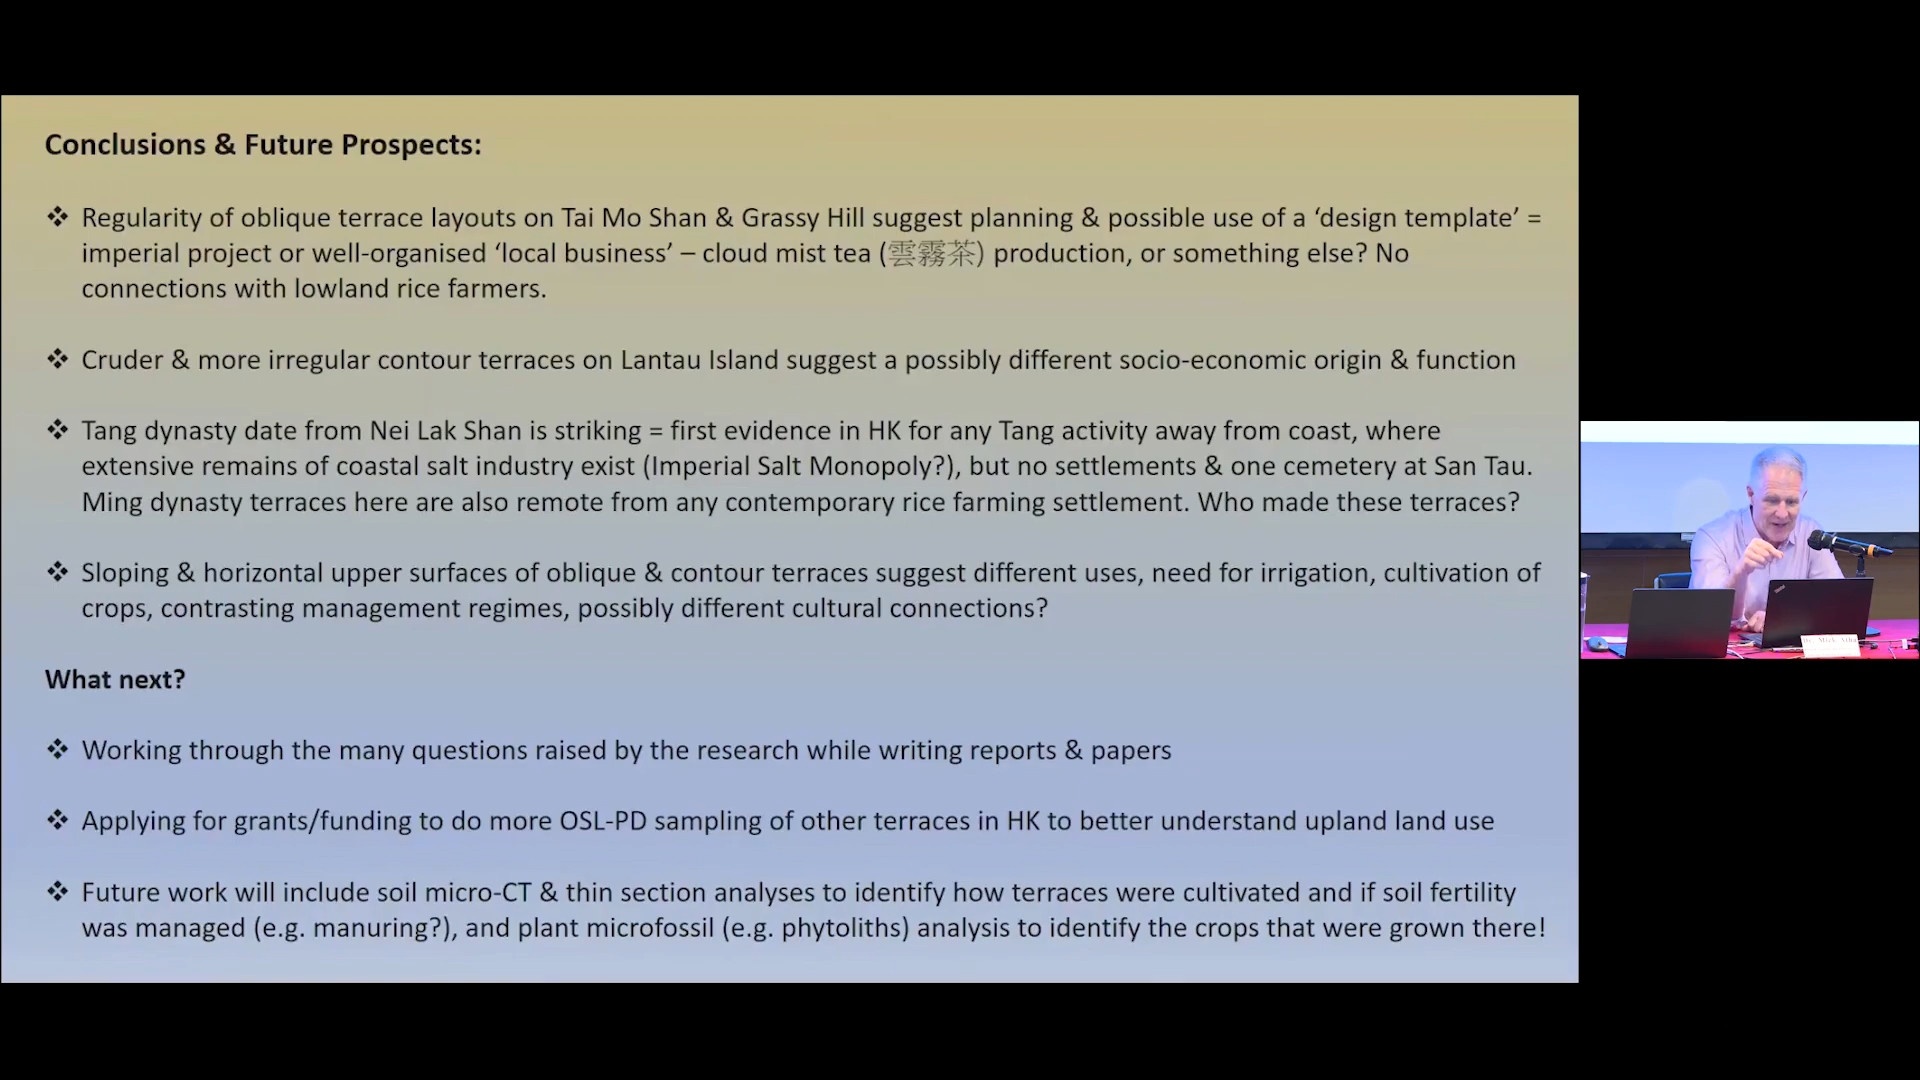 Conclusions & Future Prospects:
❖ Regularity of oblique terrace layouts on Tai Mo Shan & Grassy Hill suggest planning & possible use of a ‘design template’ =
imperial project or well-organised ‘local business’ – cloud mist tea (雲霧茶) production, or something else? No
connections with lowland rice farmers.
❖ Cruder & more irregular contour terraces on Lantau Island suggest a possibly different socio-economic origin & function
❖ Tang dynasty date from Nei Lak Shan is striking = first evidence in HK for any Tang activity away from coast, where
extensive remains of coastal salt industry exist (Imperial Salt Monopoly?), but no settlements & one cemetery at San Tau.
Ming dynasty terraces here are also remote from any contemporary rice farming settlement. Who made these terraces?
❖ Sloping & horizontal upper surfaces of oblique & contour terraces suggest different uses, need for irrigation, cultivation of
crops, contrasting management regimes, possibly different cultural connections?
What next?
❖ Working through the many questions raised by the research while writing reports & papers
❖ Applying for grants/funding to do more OSL-PD sampling of other terraces in HK to better understand upland land use
❖ Future work will include soil micro-CT & thin section analyses to identify how terraces were cultivated and if soil fertility
was managed (e.g. manuring?), and plant microfossil (e.g. phytoliths) analysis to identify the crops that were grown there!